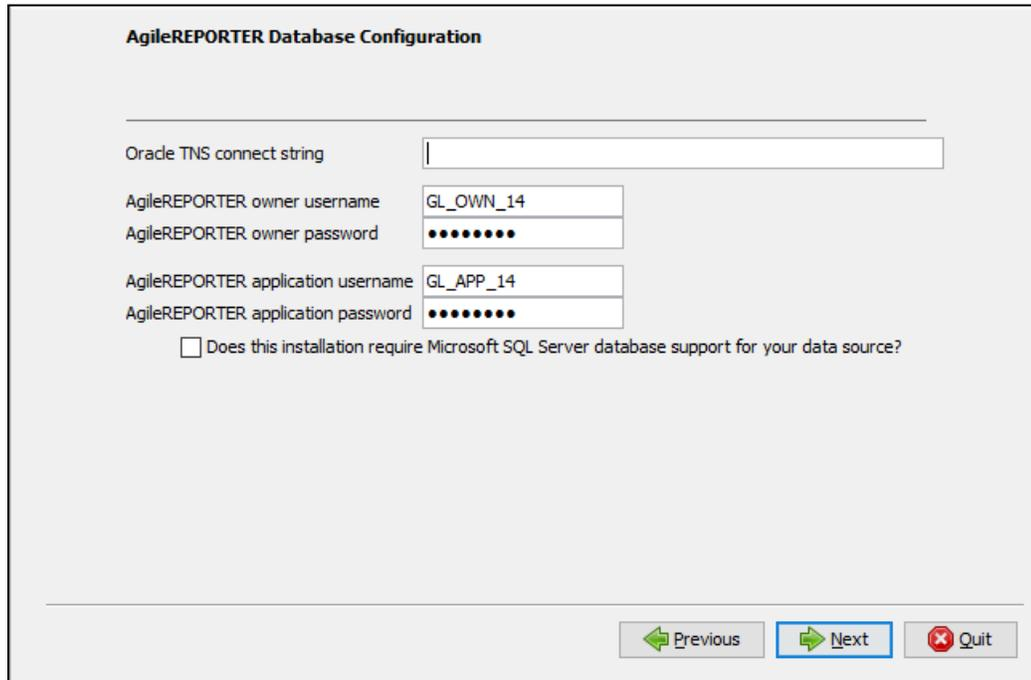 AgileREPORTER Database Configuration
Oracle TNS connect string
AgileREPORTER owner username GL_OWN_14
AgileREPORTER owner password ●●●●●●●●
AgileREPORTER application username GL_APP_14
AgileREPORTER application password ●●●●●●●●
Does this installation require Microsoft SQL Server database support for your data source?
Previous Next Quit